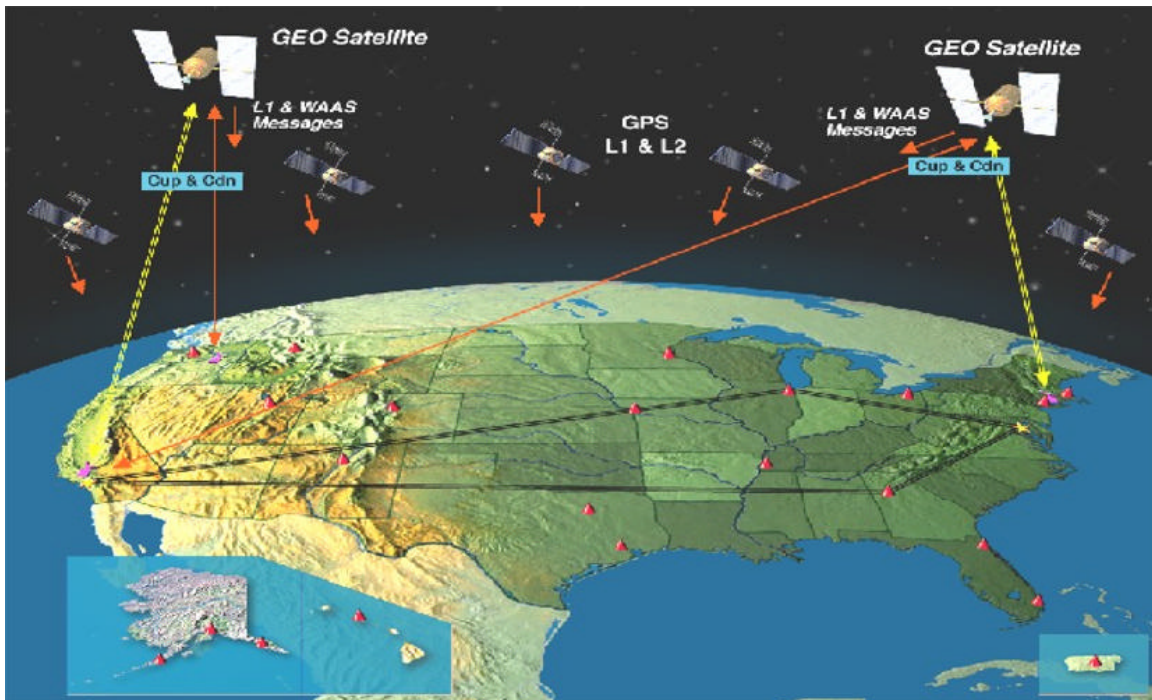 GEO Satellite
GEO Satellite
L1 & WAAS
Messages
GPS
L1 & L2
L1 & WAAS
Messages
Cup & Cdn
Cup & Cdn